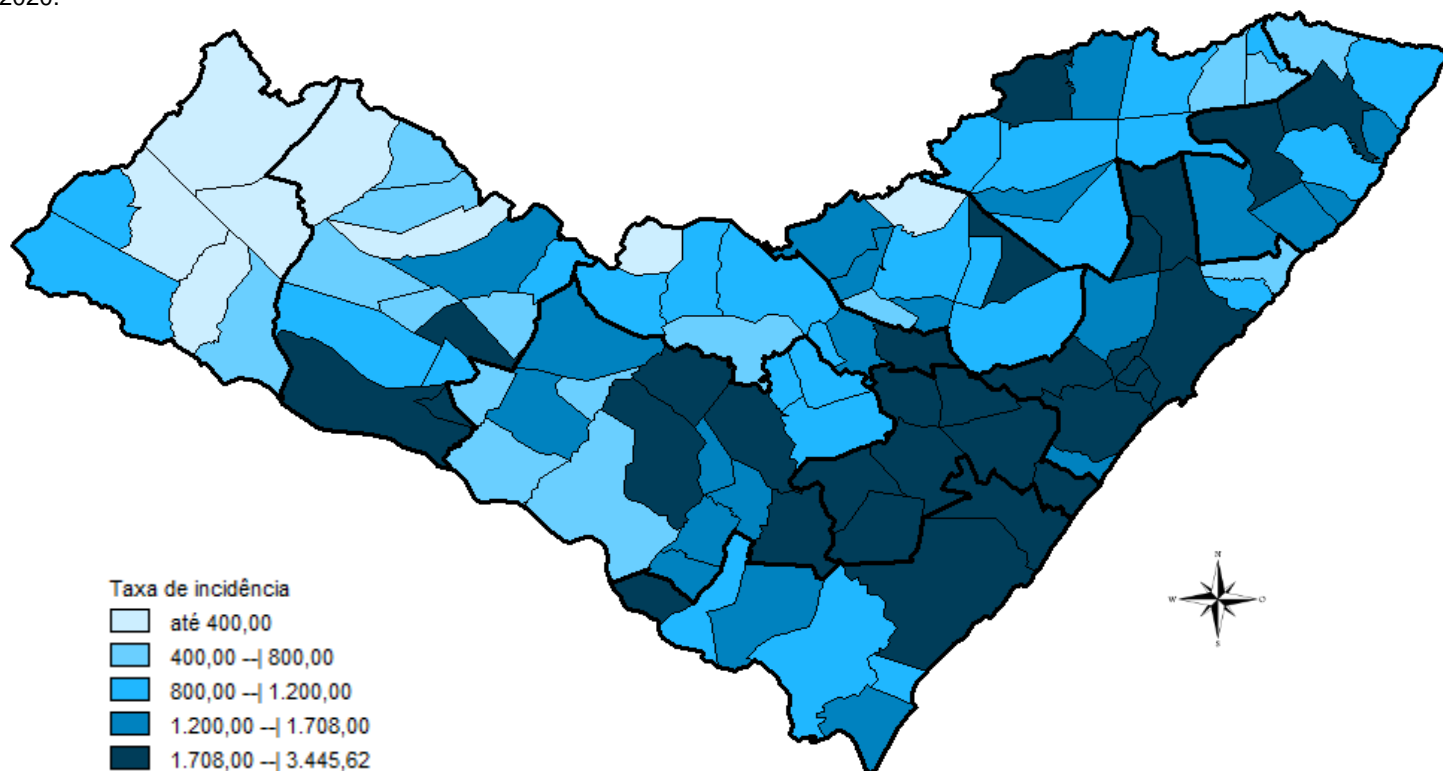 2020.
Taxa de incidência
até 400,00
400,00 --| 800,00
800,00 --| 1.200,00
1.200,00 --| 1.708,00
1.708,00 --| 3.445,62
N
W O
S